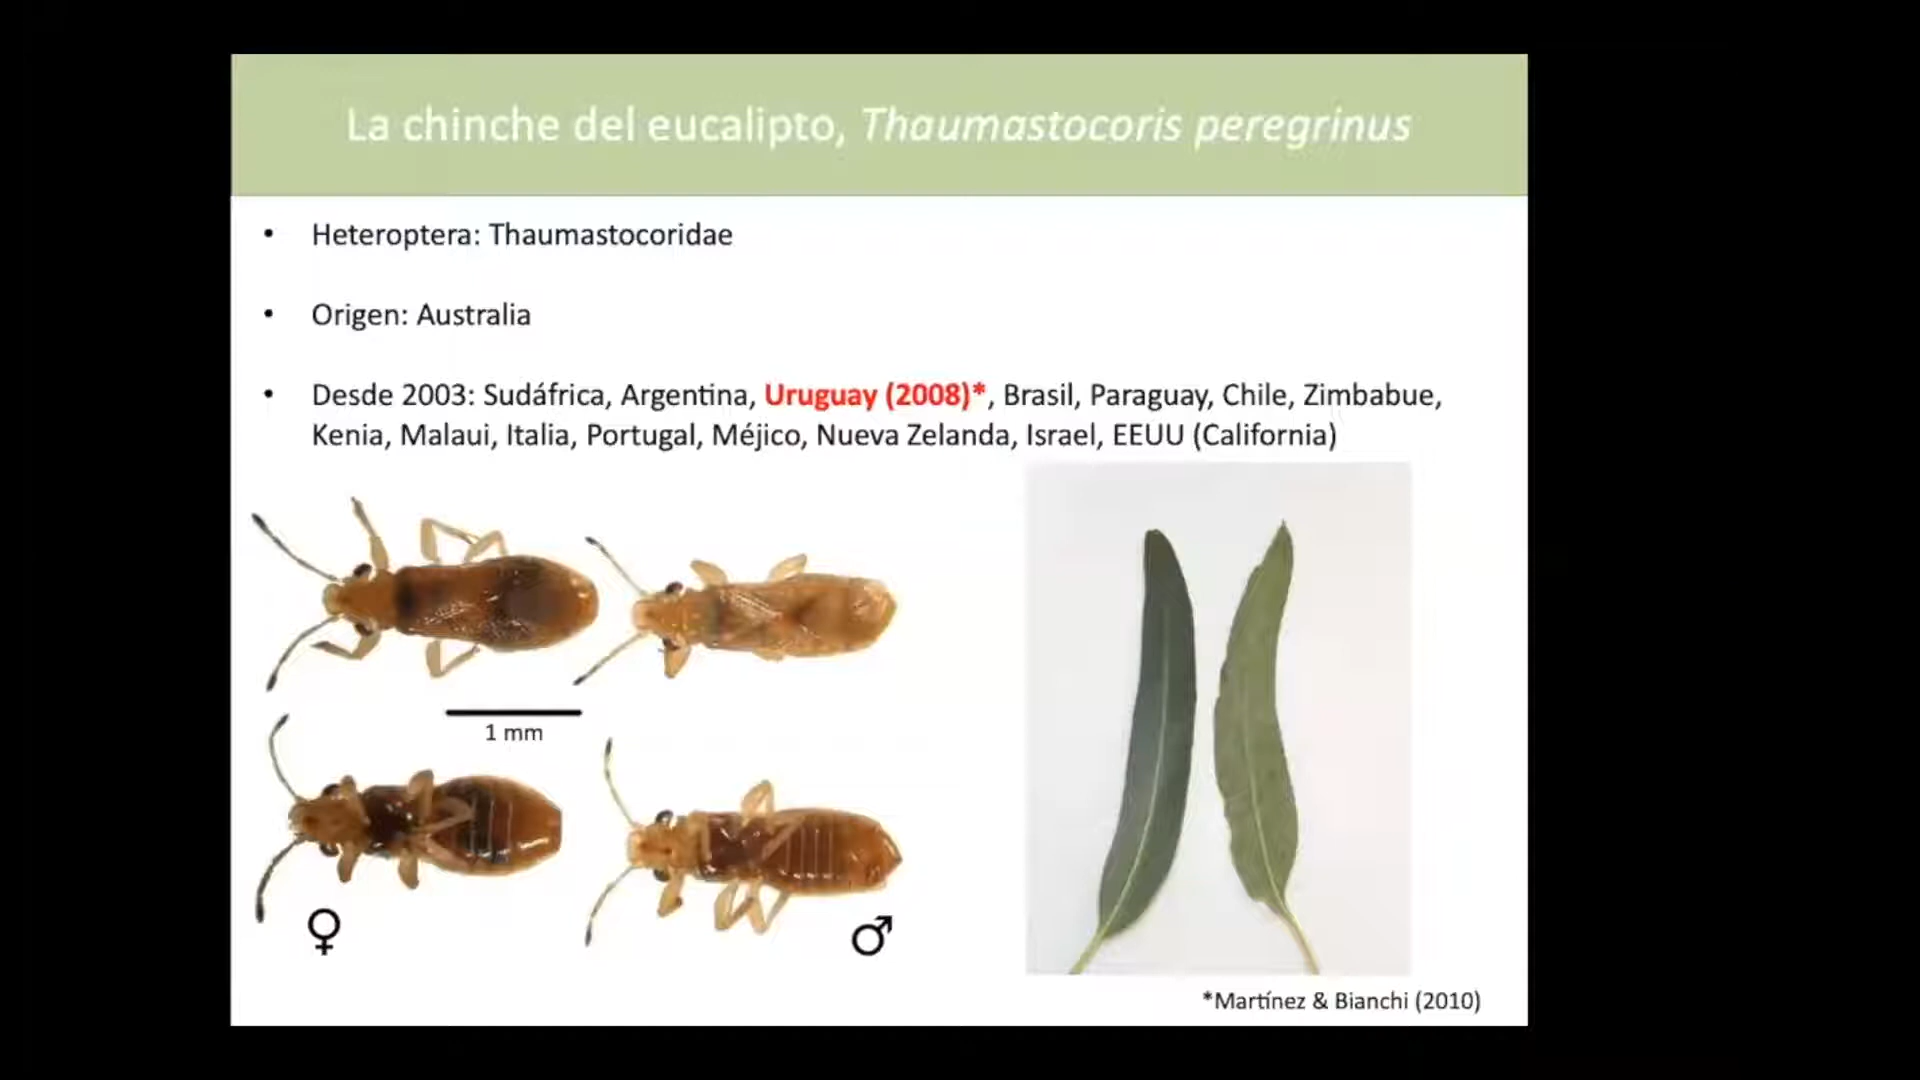 La chinche del eucalipto, Thaumastocoris peregrinus
• Heteroptera: Thaumastocoridae
• Origen: Australia
• Desde 2003: Sudáfrica, Argentina, Uruguay (2008)*, Brasil, Paraguay, Chile, Zimbabue,
Kenia, Malaui, Italia, Portugal, Méjico, Nueva Zelanda, Israel, EEUU (California)
1 mm
♀ ♂
*Martínez & Bianchi (2010)